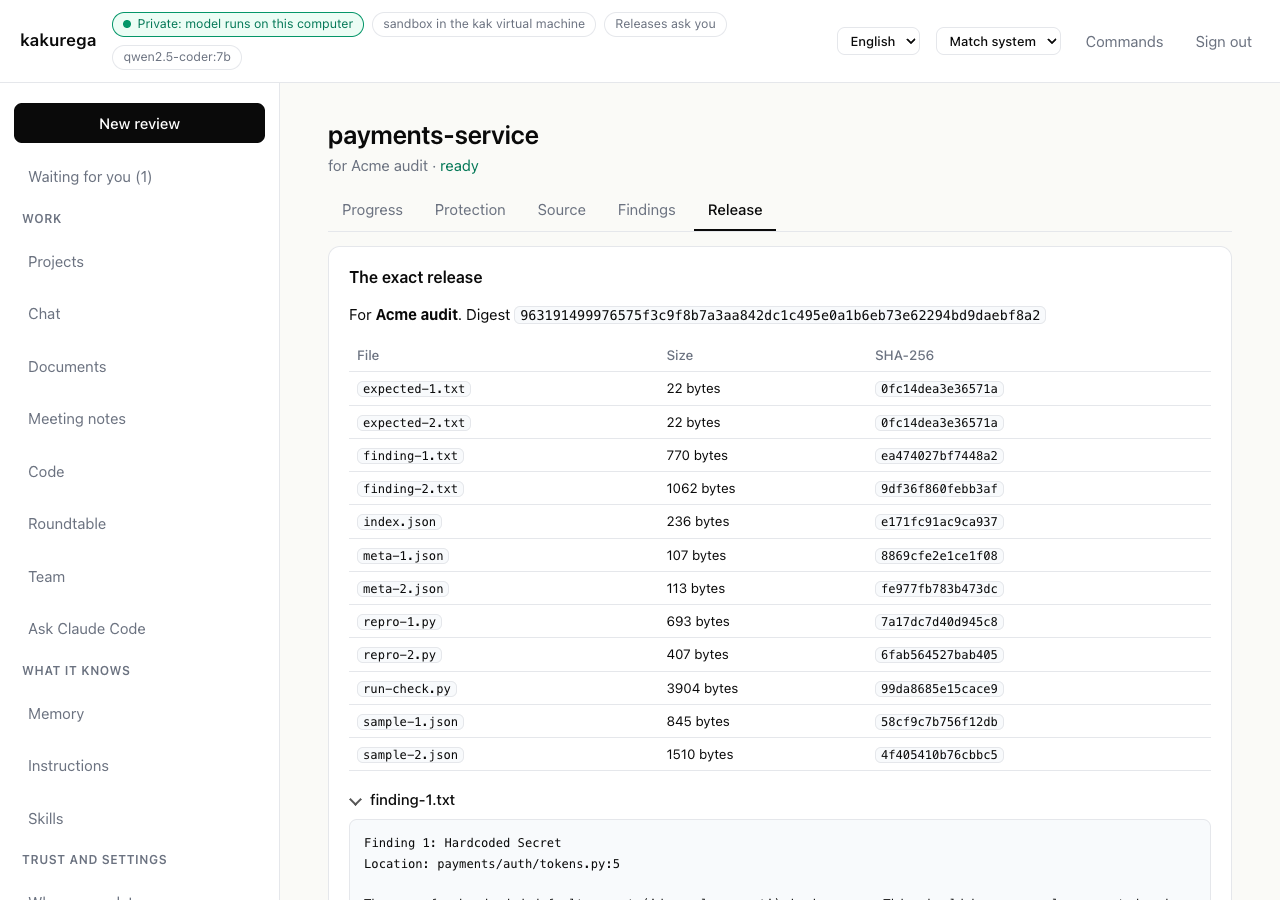 kakurega
Private: model runs on this computer
sandbox in the kak virtual machine
Releases ask you
qwen2.5-coder:7b
English
Match system
Commands
Sign out
New review
Waiting for you (1)
WORK
Projects
Chat
Documents
Meeting notes
Code
Roundtable
Team
Ask Claude Code
WHAT IT KNOWS
Memory
Instructions
Skills
TRUST AND SETTINGS
payments-service
for Acme audit · ready
Progress Protection Source Findings Release
The exact release
For Acme audit. Digest 963191499976575f3c9f8b7a3aa842dc1c495e0a1b6eb73e62294bd9daebf8a2
File Size SHA-256
expected-1.txt 22 bytes 0fc14dea3e36571a
expected-2.txt 22 bytes 0fc14dea3e36571a
finding-1.txt 770 bytes ea474027bf7448a2
finding-2.txt 1062 bytes 9df36f860febb3af
index.json 236 bytes e171fc91ac9ca937
meta-1.json 107 bytes 8869cfe2e1ce1f08
meta-2.json 113 bytes fe977fb783b473dc
repro-1.py 693 bytes 7a17dc7d40d945c8
repro-2.py 407 bytes 6fab564527bab405
run-check.py 3904 bytes 99da8685e15cace9
sample-1.json 845 bytes 58cf9c7b756f12db
sample-2.json 1510 bytes 4f405410b76cbbc5
finding-1.txt
Finding 1: Hardcoded Secret
Location: payments/auth/tokens.py:5